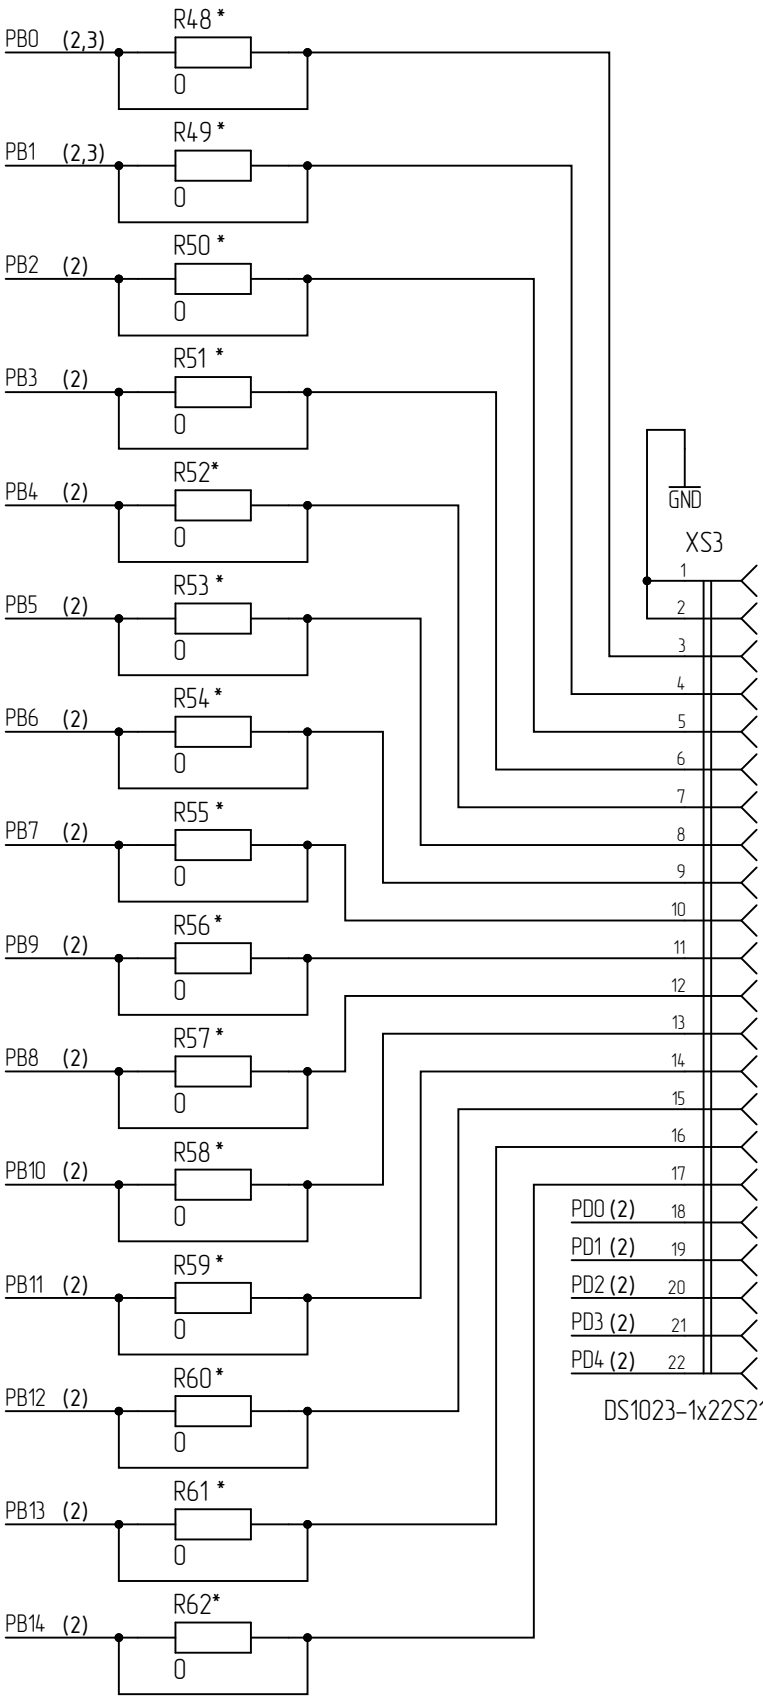 R48 *
PB0 (2,3)
0
R49 *
PB1 (2,3)
0
R50 *
PB2 (2)
0
R51 *
PB3 (2)
0
R52*
PB4 (2)
0
GND
XS3
R53 *
PB5 (2)
0
R54 *
PB6 (2)
0
R55 *
PB7 (2)
0
R56 *
PB9 (2)
0
R57 *
PB8 (2)
0
R58 *
PB10 (2)
0
R59 *
PB11 (2)
0
R60 *
PB12 (2)
0
R61 *
PB13 (2)
0
R62*
PB14 (2)
0
1
2
3
4
5
6
7
8
9
10
11
12
13
14
15
16
17
PD0 (2) 18
PD1 (2) 19
PD2 (2) 20
PD3 (2) 21
PD4 (2) 22
DS1023-1x22S21